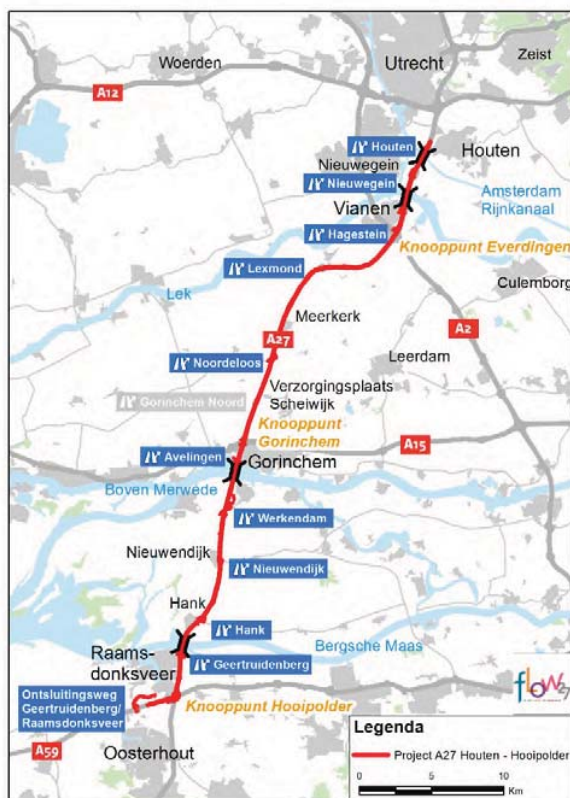 Woerden
Utrecht
Zeist
A12
Houten
Nieuwegein
Houten
Nieuwegein
Vianen
Amsterdam
Rijnkanaal
Hagestein
Knooppunt Everdingen
Lexmond
Culemborg
Lek
Meerkerk
A27
A2
Noordeloos
Leerdam
Verzorgingsplaats
Scheiwijk
Gorinchem Noord
Knooppunt
Gorinchem
Avelingen
A15
Gorinchem
Boven Merwede
Werkendam
Nieuwendijk
Nieuwendijk
Hank
Hank
Raams-
donksveer
Bergsche Maas
Geertruidenberg
Ontsluitingsweg
Geertruidenberg/
Raamsdonksveer
Knooppunt Hooipolder
flow27
A59
Oosterhout
Legenda
Project A27 Houten - Hooipolder
0 5 10
Km